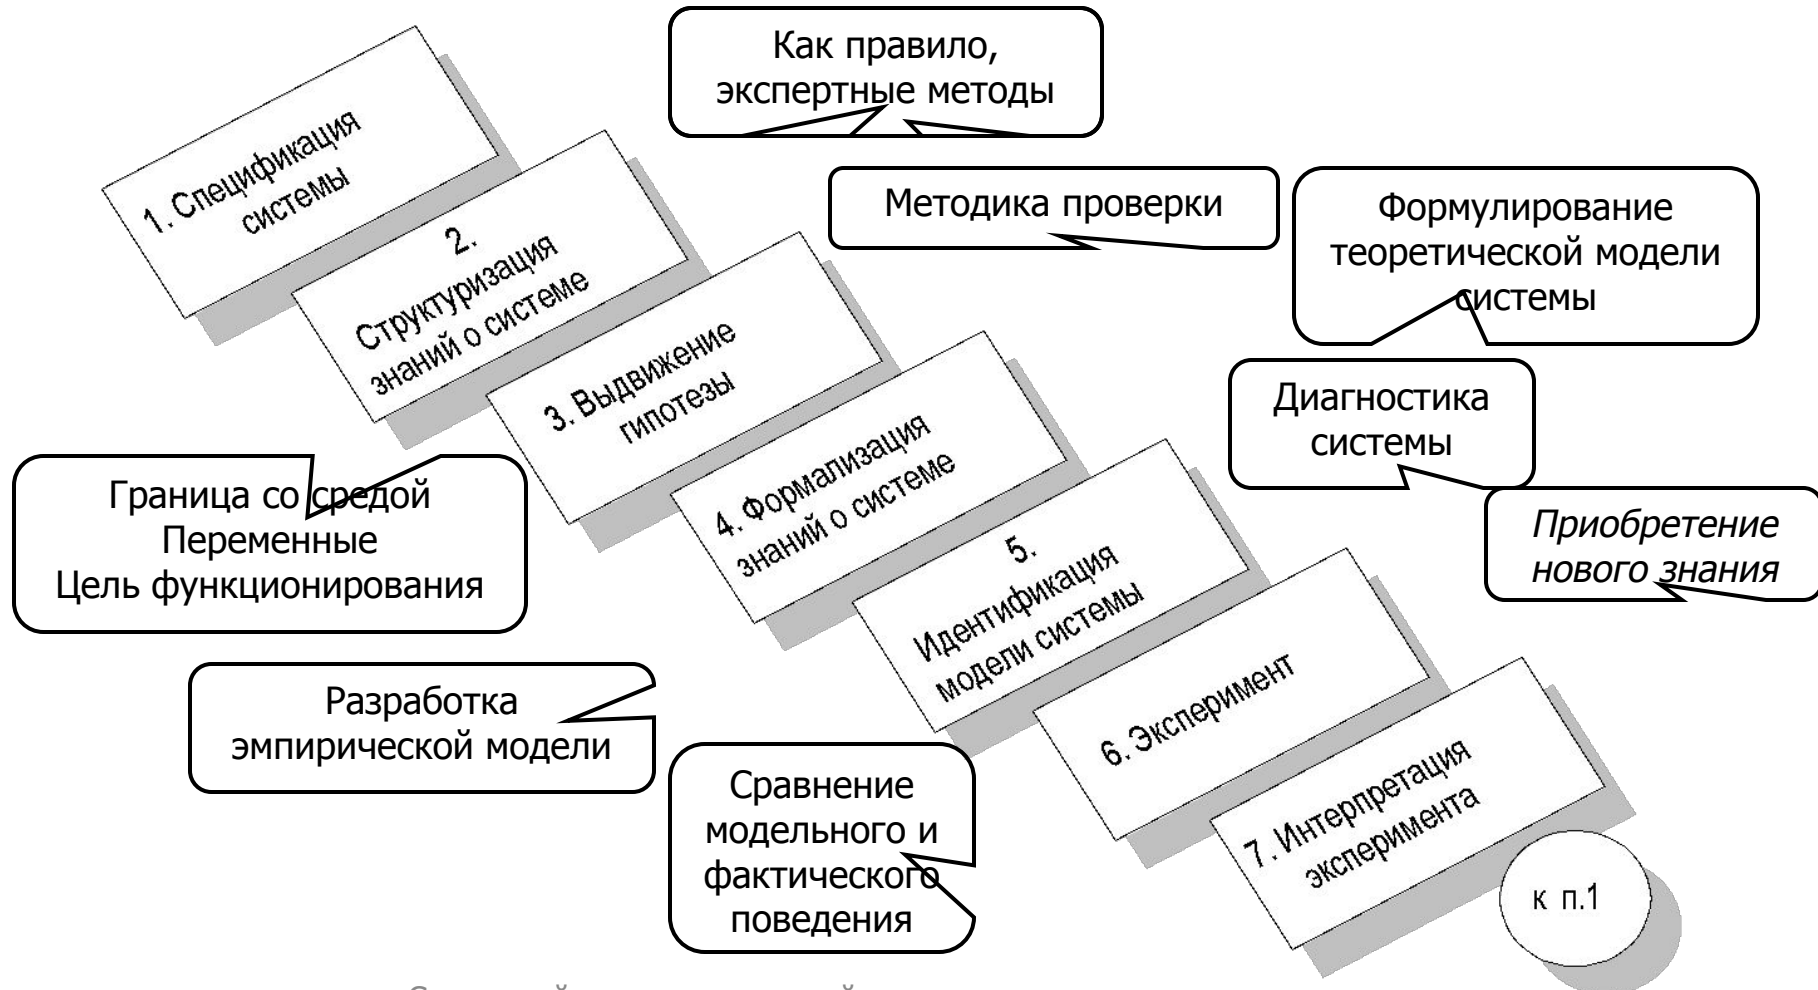 Как правило,
экспертные методы
1. Спецификация
системы
Методика проверки
Формулирование
теоретической модели
системы
2.
Структуризация
знаний о системе
3. Выдвижение
гипотезы
Диагностика
системы
4. Формализация
знаний о системе
Граница со средой
Переменные
Цель функционирования
Приобретение
нового знания
5.
Идентификация
модели системы
Разработка
эмпирической модели
6. Эксперимент
Сравнение
модельного и
фактического
поведения
7. Интерпретация
эксперимента
к п.1